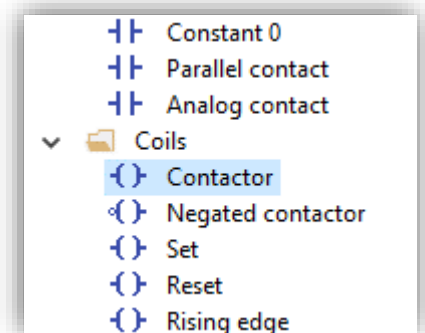 Constant 0
Parallel contact
Analog contact
Coils
Contactor
Negated contactor
Set
Reset
Rising edge